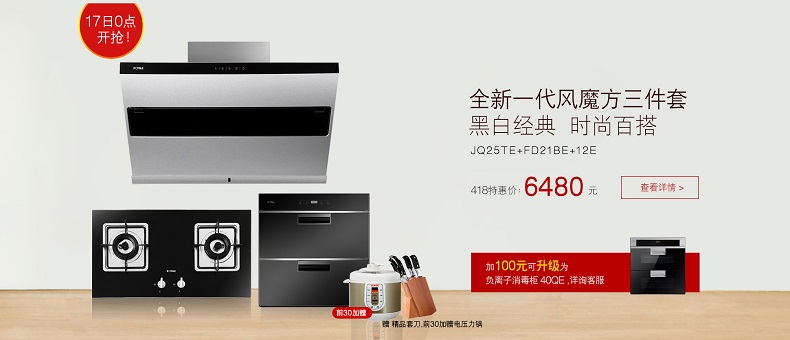 17日0点
开抢！
全新一代风魔方三件套
黑白经典 时尚百搭
JQ25TE+FD21BE+12E
418特惠价: 6480 元
查看详情 >
加100元可升级为
负离子消毒柜 40QE ,详询客服
前30加赠
赠 精品套刀,前30加赠电压力锅